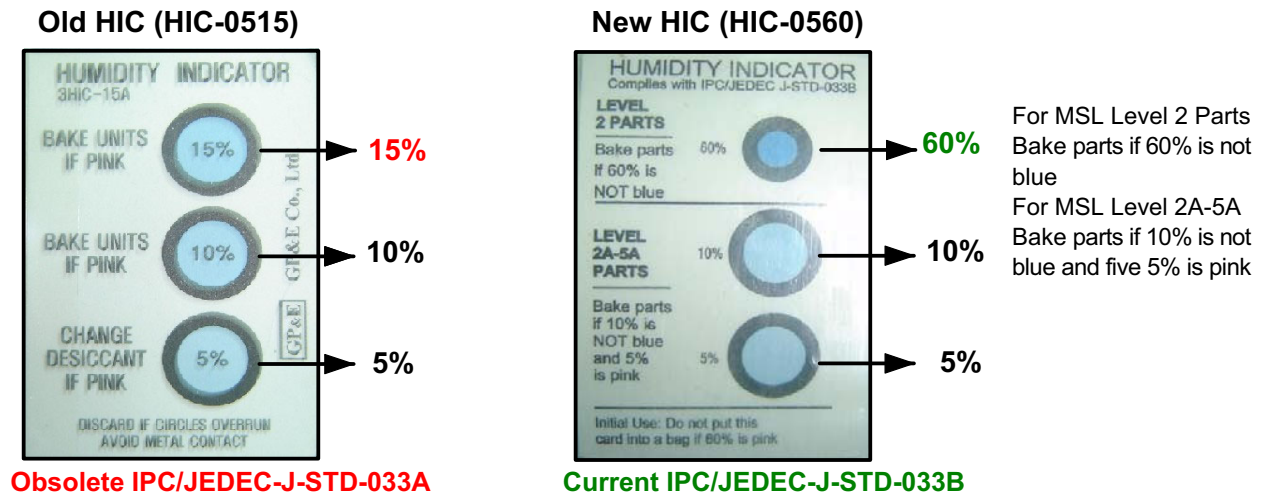 Old HIC (HIC-0515)
HUMIDITY INDICATOR
3HIC-15A
BAKE UNITS
IF PINK
15%
15%
BAKE UNITS
IF PINK
10%
10%
CHANGE
DESICCANT
IF PINK
5%
5%
GP&E Co., Ltd
GP&E
DISCARD IF CIRCLES OVERRUN
AVOID METAL CONTACT
Obsolete IPC/JEDEC-J-STD-033A
New HIC (HIC-0560)
HUMIDITY INDICATOR
Complies with IPC/JEDEC J-STD-033B
LEVEL
2 PARTS
Bake parts
if 60% is
NOT blue
60%
60%
LEVEL
2A-5A
PARTS
10%
10%
Bake parts
if 10% is
NOT blue
and 5%
is pink
5%
5%
Initial Use: Do not put this
card into a bag if 60% is pink
Current IPC/JEDEC-J-STD-033B
For MSL Level 2 Parts
Bake parts if 60% is not
blue
For MSL Level 2A-5A
Bake parts if 10% is not
blue and five 5% is pink